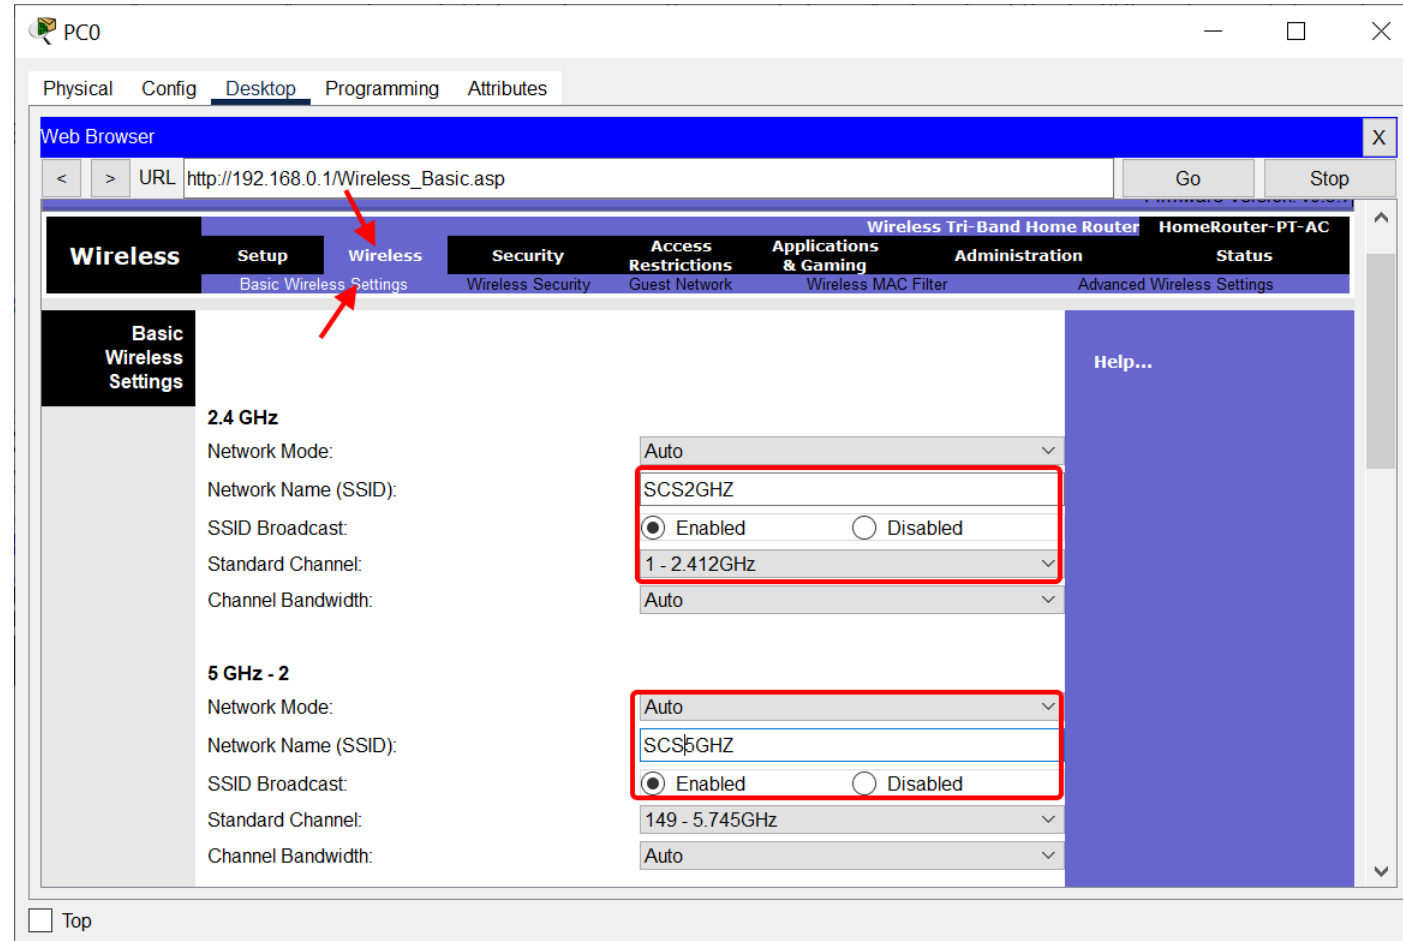 PC0
Physical Config Desktop Programming Attributes
Web Browser X
< > URL http://192.168.0.1/Wireless_Basic.asp Go Stop
Wireless Tri-Band Home Router HomeRouter-PT-AC
Wireless Setup Wireless Security Access Restrictions Applications & Gaming Administration Status
Basic Wireless Settings Wireless Security Guest Network Wireless MAC Filter Advanced Wireless Settings
Basic
Wireless
Settings
Help...
2.4 GHz
Network Mode: Auto
Network Name (SSID): SCS2GHZ
SSID Broadcast: Enabled Disabled
Standard Channel: 1 - 2.412GHz
Channel Bandwidth: Auto
5 GHz - 2
Network Mode: Auto
Network Name (SSID): SCS5GHZ
SSID Broadcast: Enabled Disabled
Standard Channel: 149 - 5.745GHz
Channel Bandwidth: Auto
Top